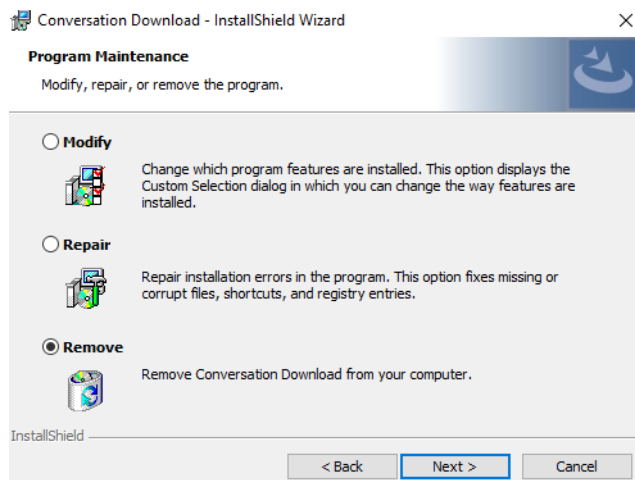 Conversation Download - InstallShield Wizard
Program Maintenance
Modify, repair, or remove the program.
Modify
Change which program features are installed. This option displays the
Custom Selection dialog in which you can change the way features are
installed.
Repair
Repair installation errors in the program. This option fixes missing or
corrupt files, shortcuts, and registry entries.
Remove
Remove Conversation Download from your computer.
InstallShield
< Back
Next >
Cancel